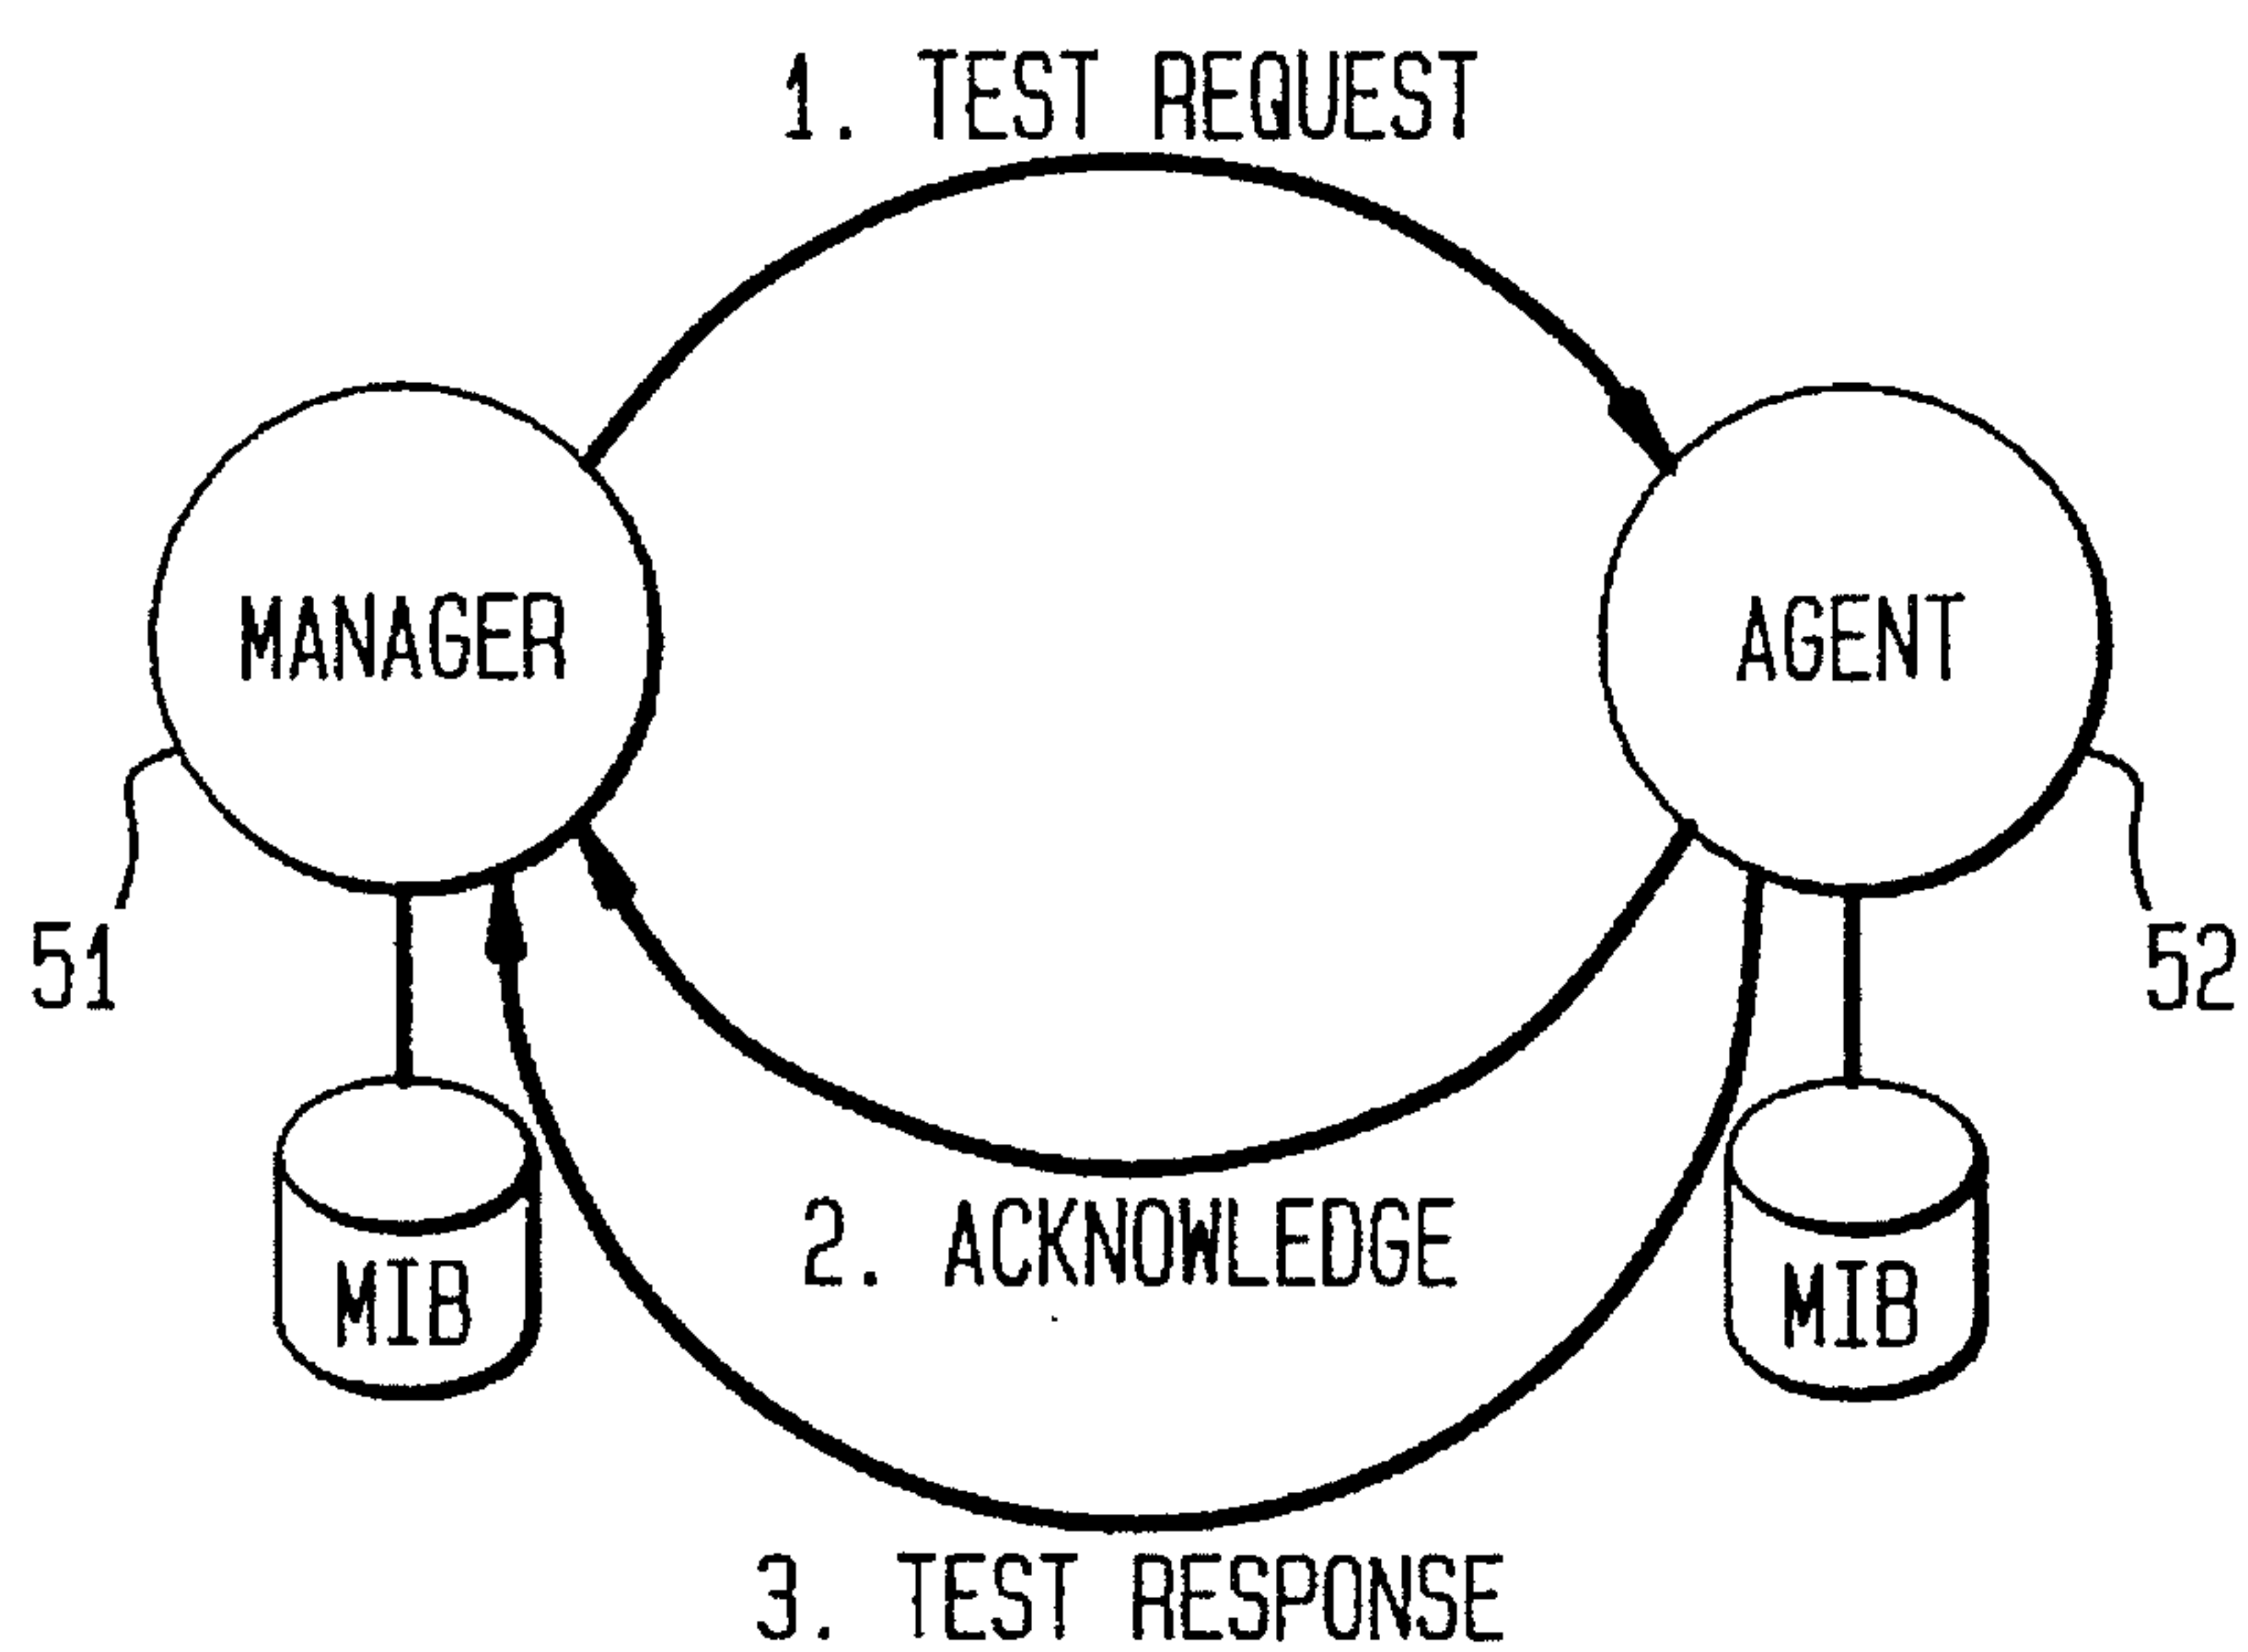 1. TEST REQUEST
MANAGER
AGENT
51
52
2. ACKNOWLEDGE
MIB
MIB
3. TEST RESPONSE